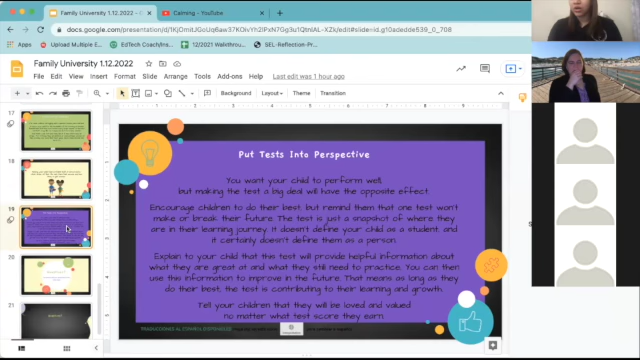 Family University 1.12.2022
Calming - YouTube
docs.google.com/presentation/d/1KjOmitJGoUq6aw37KOiV3tOzy2IPxN7Gg3u1QtnlAL_xX/edit#slide=id.g10adedde539_0_708
Apps
Upload Multiple E...
EdTech Coach/Ins...
12/2021 Walkthrou...
SEL-Reflection-Pr...
Family University 1.12.2022
File Edit View Insert Format Slide Arrange Tools Add-ons Help
Last edit was 1 hour ago
Background Layout Theme Transition
17
18
19
20
21
Put Tests Into Perspective
You want your child to perform well,
but making the test a big deal will have the opposite effect.
Encourage children to do their best, but remind them that one test won't
make or break their future. The test is just a snapshot of where they
are in their learning journey. It doesn't define your child as a student, and
it certainly doesn't define them as a person.
Explain to your child that this test will provide helpful information about
what they are great at and what they still need to practice. You can then
use this information to improve in the future. That means as long as they
do their best, the test is contributing to their learning and growth.
Tell your children that they will be loved and valued
no matter what test score they earn.